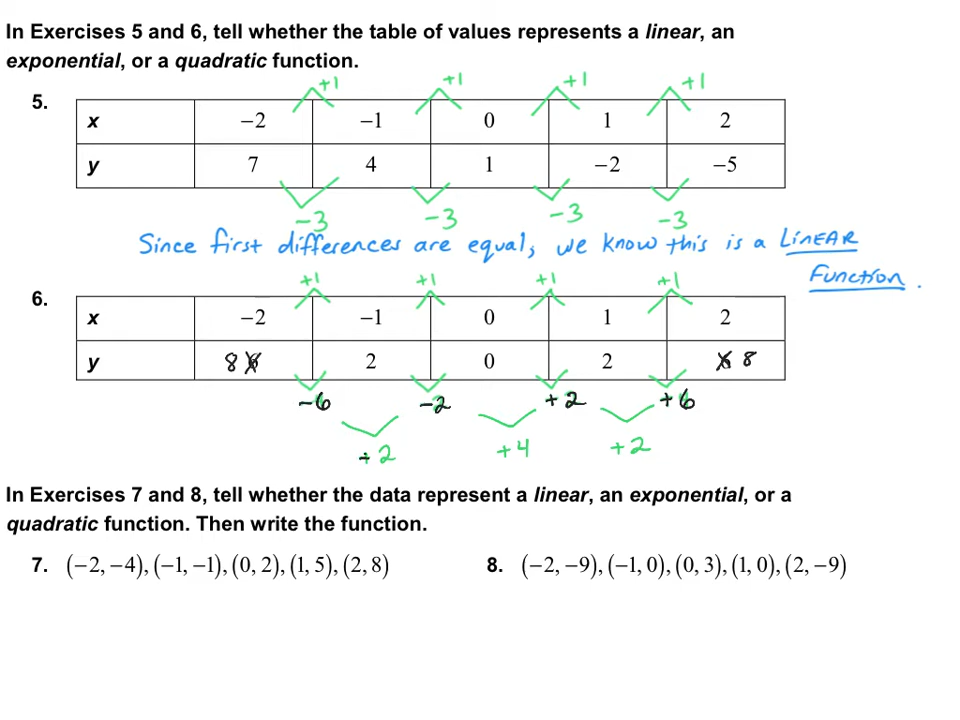 In Exercises 5 and 6, tell whether the table of values represents a linear, an
exponential, or a quadratic function.
+1 +1 +1 +1
5.
x −2 −1 0 1 2
y 7 4 1 −2 −5
−3 −3 −3 −3
Since first differences are equal, we know this is a LINEAR
Function.
+1 +1 +1 +1
6.
x −2 −1 0 1 2
y 8 6 2 0 2 6 8
−6 −2 +2 +6
+2 +4 +2
In Exercises 7 and 8, tell whether the data represent a linear, an exponential, or a
quadratic function. Then write the function.
7. (−2, −4), (−1, −1), (0, 2), (1, 5), (2, 8) 8. (−2, −9), (−1, 0), (0, 3), (1, 0), (2, −9)